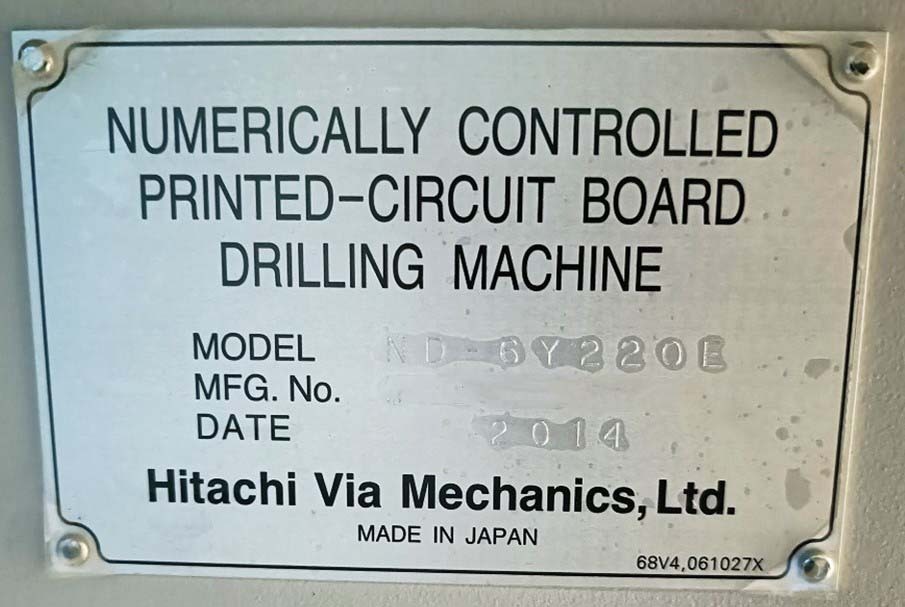 NUMERICALLY CONTROLLED
PRINTED-CIRCUIT BOARD
DRILLING MACHINE
MODEL ND-6Y220E
MFG. No.
DATE 2014
Hitachi Via Mechanics, Ltd.
MADE IN JAPAN
68V4,061027X